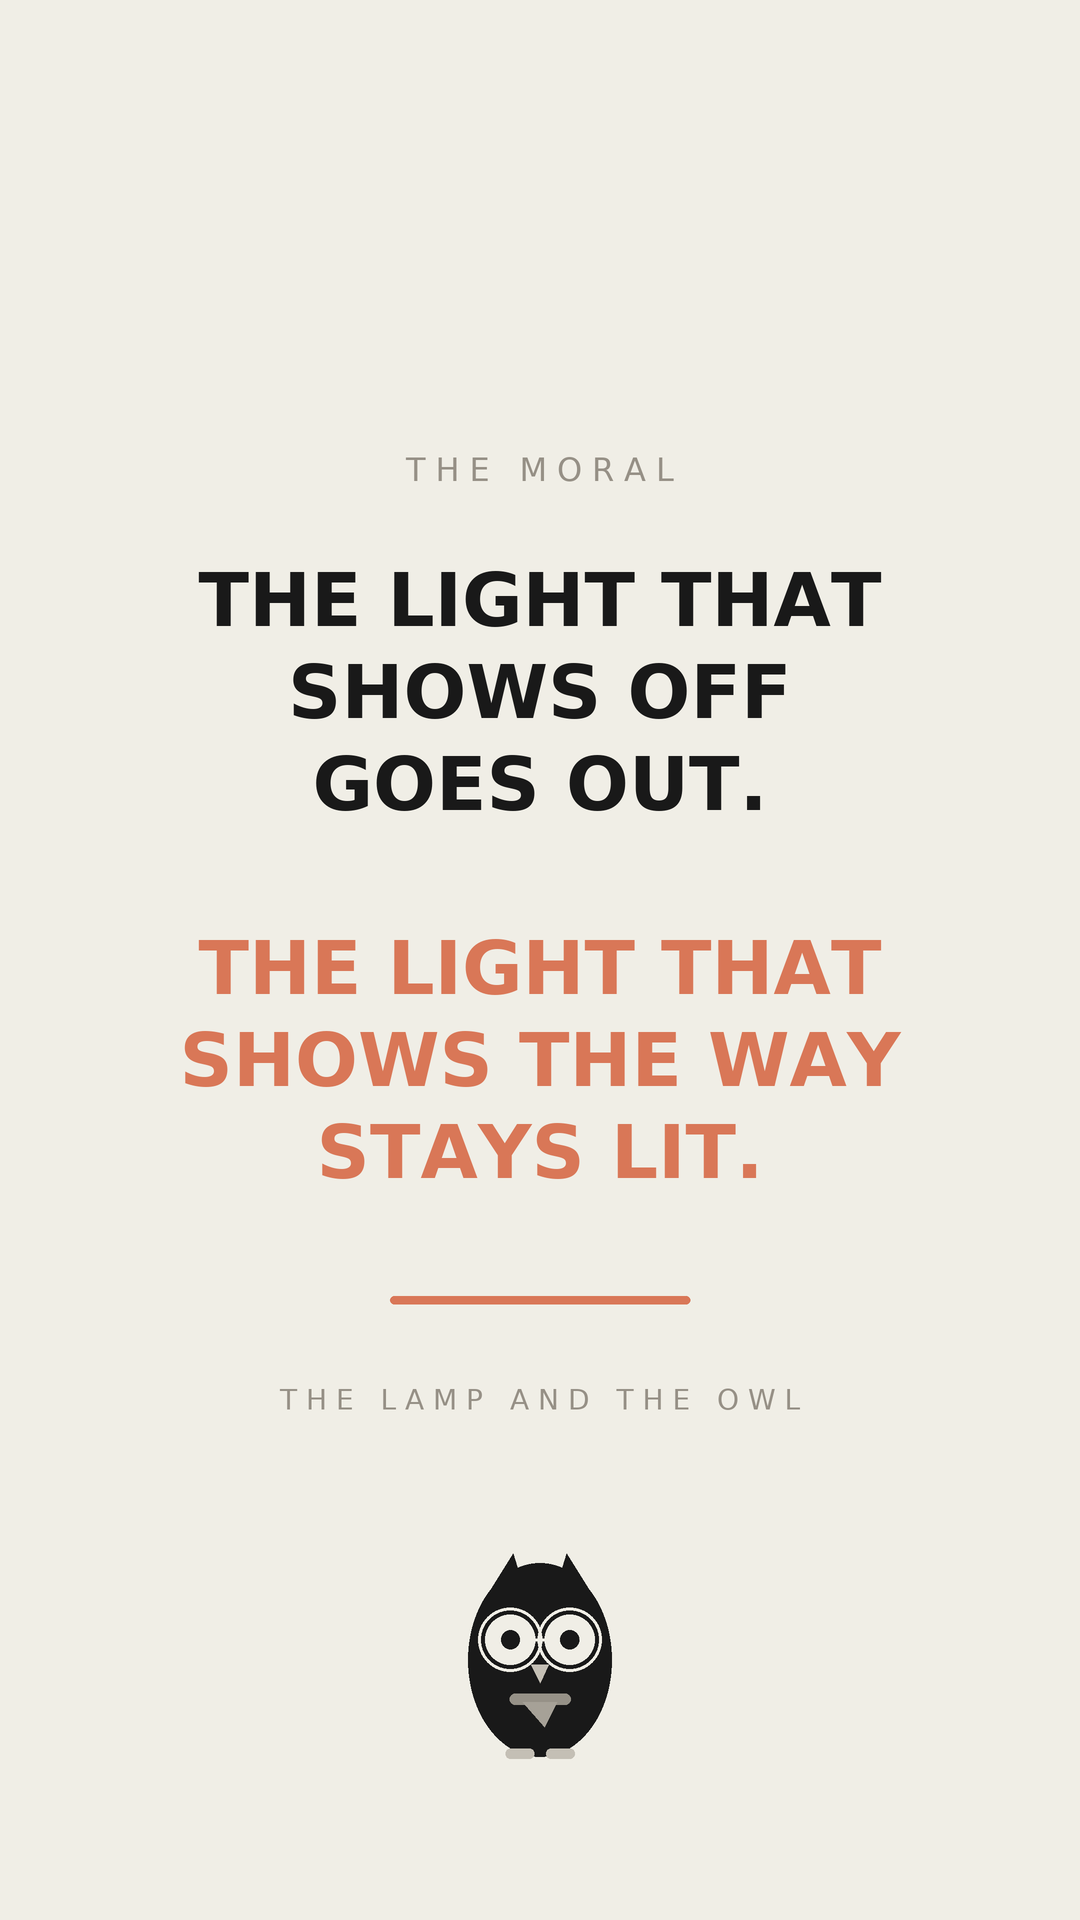 THE MORAL
THE LIGHT THAT
SHOWS OFF
GOES OUT.
THE LIGHT THAT
SHOWS THE WAY
STAYS LIT.
THE LAMP AND THE OWL